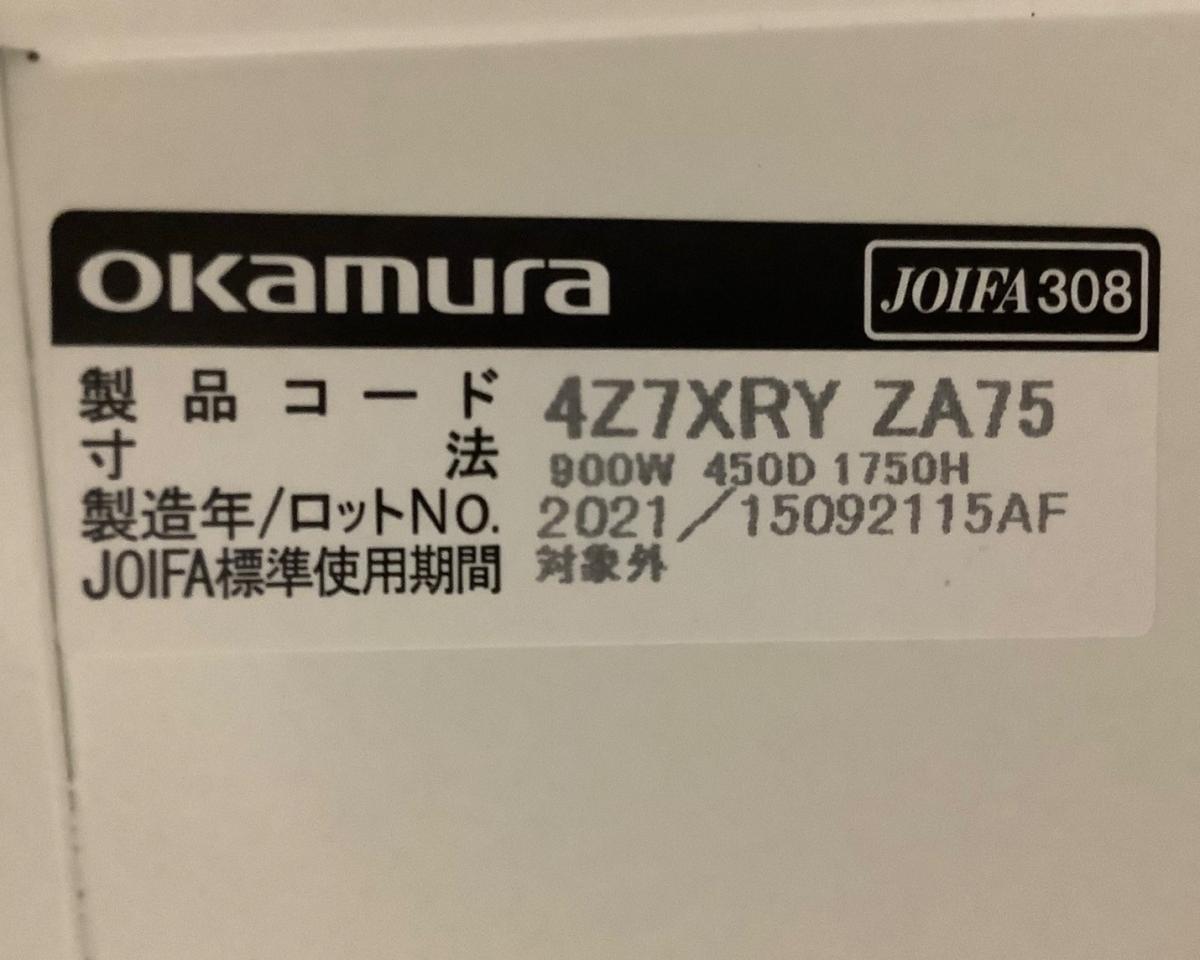 okamura JOIFA308
製品コード 4Z7XRY ZA75
寸法 900W 450D 1750H
製造年/ロットNo. 2021/15092115AF
JOIFA標準使用期間 対象外